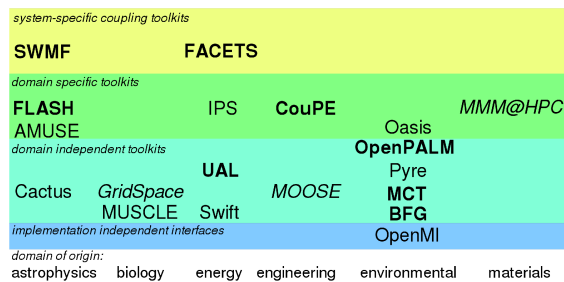 system-specific coupling toolkits
SWMF FACETS
domain specific toolkits
FLASH IPS CouPE MMM@HPC
AMUSE Oasis
domain independent toolkits OpenPALM
UAL Pyre
Cactus GridSpace MOOSE MCT
MUSCLE Swift BFG
implementation independent interfaces OpenMI
domain of origin:
astrophysics biology energy engineering environmental materials